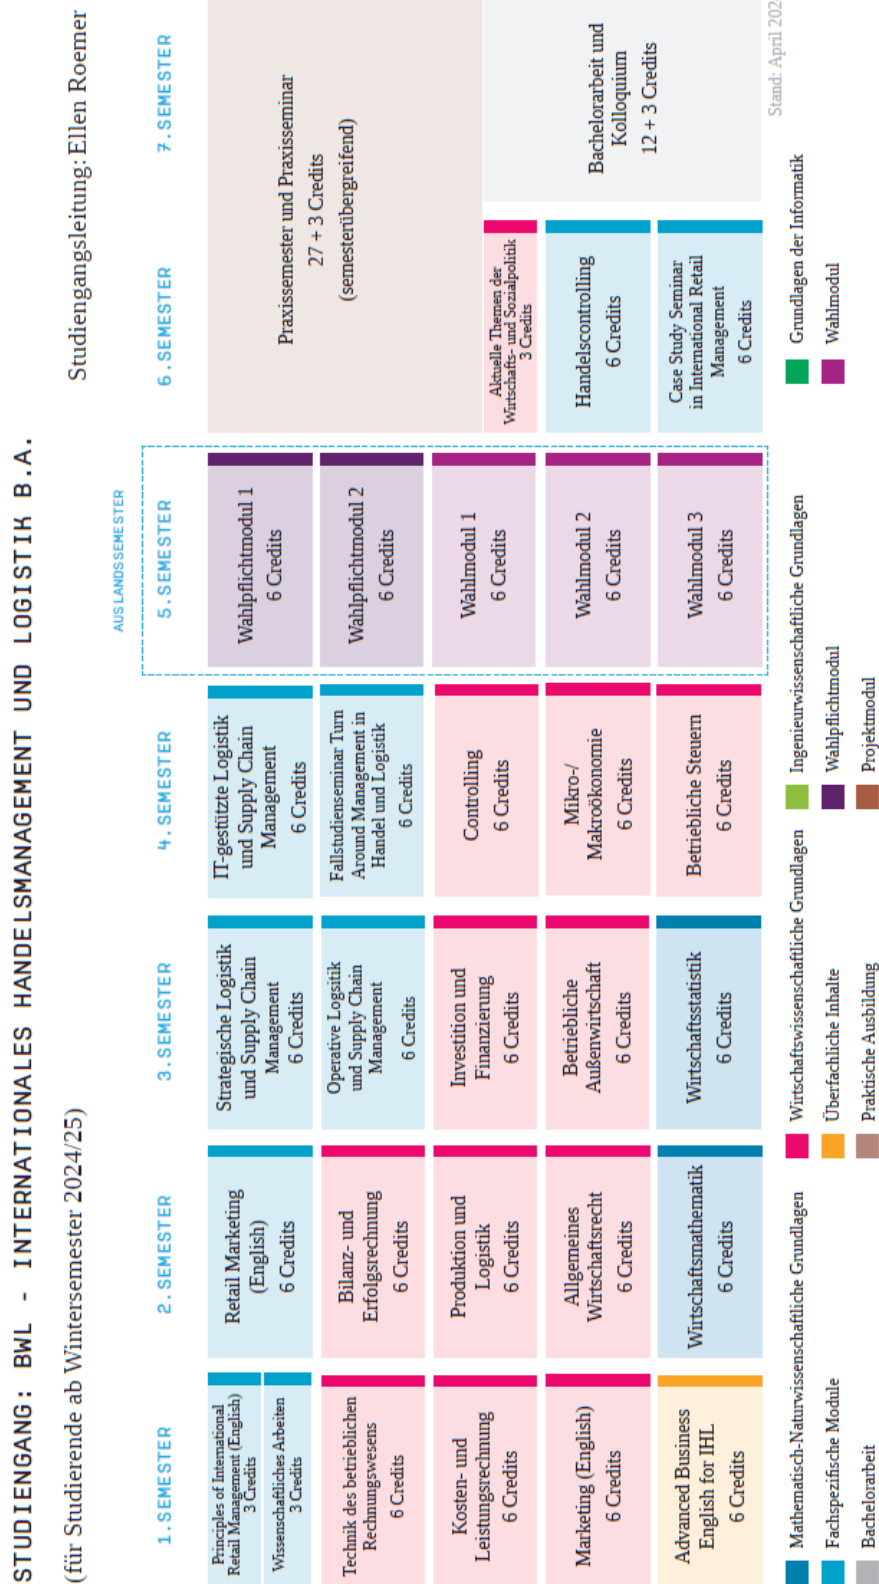 STUDIENGANG: BWL - INTERNATIONALES HANDELSMANAGEMENT UND LOGISTIK B.A.
(für Studierende ab Wintersemester 2024/25)
Studiengangsleitung: Ellen Roemer
AUSLANDSSEMESTER
1.SEMESTER
2.SEMESTER
3.SEMESTER
4.SEMESTER
5.SEMESTER
6.SEMESTER
7.SEMESTER
Principles of International
Retail Management (English)
3 Credits
Wissenschaftliches Arbeiten
3 Credits
Technik des betrieblichen
Rechnungswesens
6 Credits
Kosten- und
Leistungsrechnung
6 Credits
Marketing (English)
6 Credits
Advanced Business
English for IHL
6 Credits
Retail Marketing
(English)
6 Credits
Bilanz- und
Erfolgsrechnung
6 Credits
Produktion und
Logistik
6 Credits
Allgemeines
Wirtschaftsrecht
6 Credits
Wirtschaftsmathematik
6 Credits
Strategische Logistik
und Supply Chain
Management
6 Credits
Operative Logsitik
und Supply Chain
Management
6 Credits
Investition und
Finanzierung
6 Credits
Betriebliche
Außenwirtschaft
6 Credits
Wirtschaftsstatistik
6 Credits
IT-gestützte Logistik
und Supply Chain
Management
6 Credits
Fallstudienseminar Turn
Around Management in
Handel und Logistik
6 Credits
Controlling
6 Credits
Mikro-/
Makroökonomie
6 Credits
Betriebliche Steuern
6 Credits
Wahlpflichtmodul 1
6 Credits
Wahlpflichtmodul 2
6 Credits
Wahlmodul 1
6 Credits
Wahlmodul 2
6 Credits
Wahlmodul 3
6 Credits
Praxissemester und Praxisseminar
27 + 3 Credits
(semesterübergreifend)
Aktuelle Themen der
Wirtschafts- und Sozialpolitik
3 Credits
Handelscontrolling
6 Credits
Case Study Seminar
in International Retail
Management
6 Credits
Bachelorarbeit und
Kolloquium
12 + 3 Credits
Stand: April 202
Mathematisch-Naturwissenschaftliche Grundlagen
Wirtschaftswissenschaftliche Grundlagen
Ingenieurwissenschaftliche Grundlagen
Grundlagen der Informatik
Fachspezifische Module
Überfachliche Inhalte
Wahlpflichtmodul
Wahlmodul
Bachelorarbeit
Praktische Ausbildung
Projektmodul